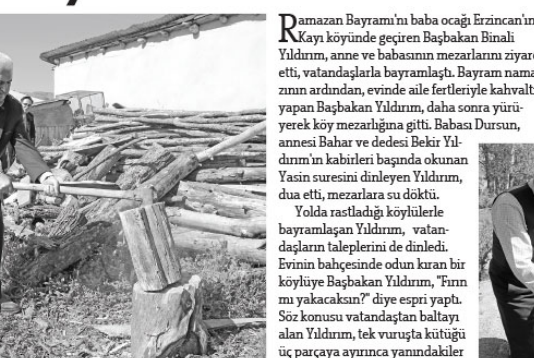 Ramazan Bayramı'nı baba ocağı Erzincan'ın
Kayı köyünde geçiren Başbakan Binali
Yıldırım, anne ve babasının mezarlarını
etti, vatandaşlarla bayramlaştı. Bayram
zının ardından, evinde aile fertleriyle
yapan Başbakan Yıldırım, daha sonra yürü-
yerek köy mezarlığına gitti. Babası Dursun,
annesi Bahar ve dedesi Bekir Yıl-
dırım'ın kabirleri başında okunan
Yasin suresini dinleyen Yıldırım,
dua etti, mezarlara su döktü.
Yolda rastladığı köylülerle
bayramlaşan Yıldırım, vatan-
daşların taleplerini de dinledi.
Evinin bahçesinde odun kıran bir
köylüye Başbakan Yıldırım, "Fırın
mı yakacaksın?" diye espri yaptı.
Söz konusu vatandaştan baltayı
alan Yıldırım, tek vuruşta kütüğü
üç parçaya ayırınca yanındakiler